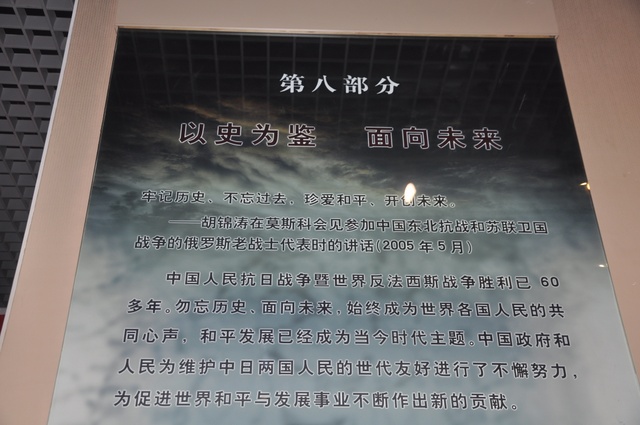 第八部分
以史为鉴 面向未来
牢记历史、不忘过去，珍爱和平、开创未来。
——胡锦涛在莫斯科会见参加中国东北抗战和苏联卫国
战争的俄罗斯老战士代表时的讲话(2005年5月)
中国人民抗日战争暨世界反法西斯战争胜利已 60
多年。勿忘历史、面向未来，始终成为世界各国人民的共
同心声，和平发展已经成为当今时代主题。中国政府和
人民为维护中日两国人民的世代友好进行了不懈努力，
为促进世界和平与发展事业不断作出新的贡献。